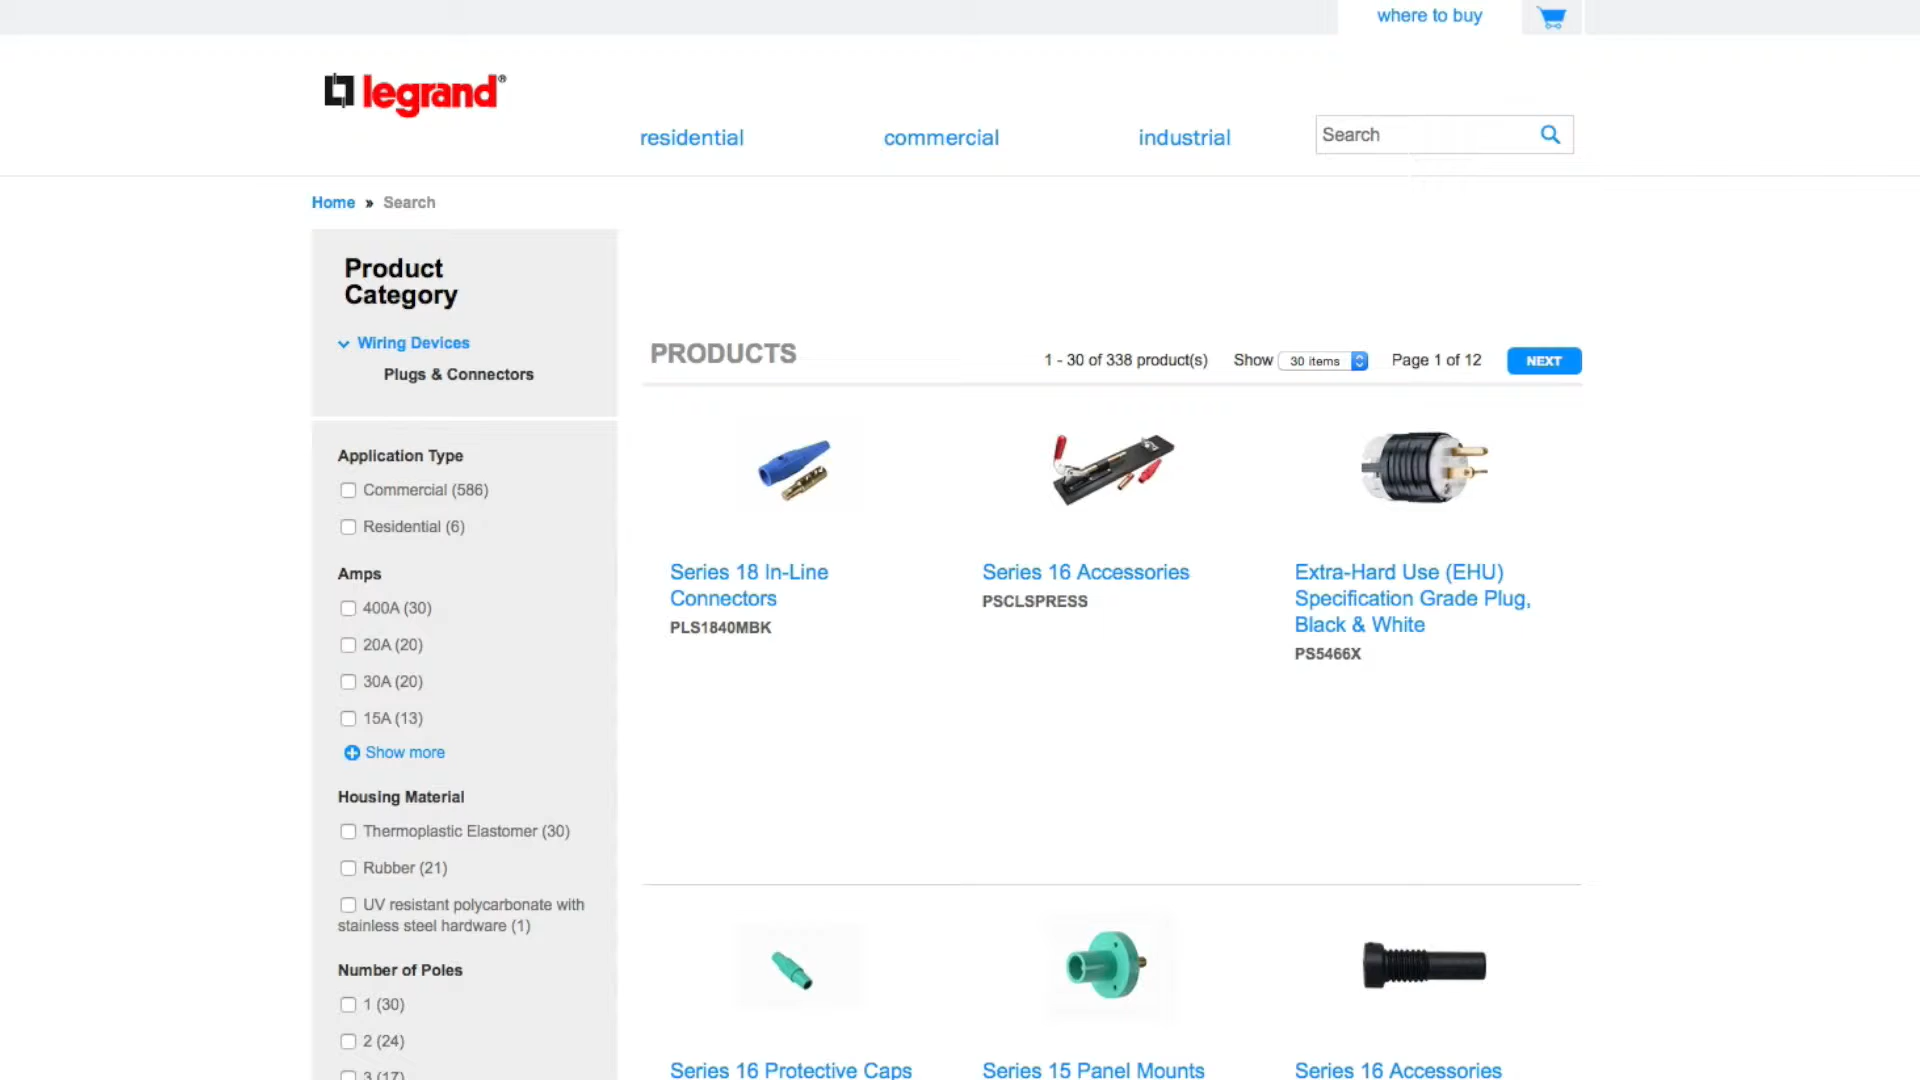 where to buy
legrand®
residential
commercial
industrial
Search
Home » Search
Product
Category
Wiring Devices
Plugs & Connectors
Application Type
Commercial (586)
Residential (6)
Amps
400A (30)
20A (20)
30A (20)
15A (13)
Show more
Housing Material
Thermoplastic Elastomer (30)
Rubber (21)
UV resistant polycarbonate with
stainless steel hardware (1)
Number of Poles
1 (30)
2 (24)
3 (17)
PRODUCTS
1 - 30 of 338 product(s)
Show 30 items
Page 1 of 12
NEXT
Series 18 In-Line
Connectors
PLS1840MBK
Series 16 Accessories
PSCLSPRESS
Extra-Hard Use (EHU)
Specification Grade Plug,
Black & White
PS5466X
Series 16 Protective Caps
Series 15 Panel Mounts
Series 16 Accessories